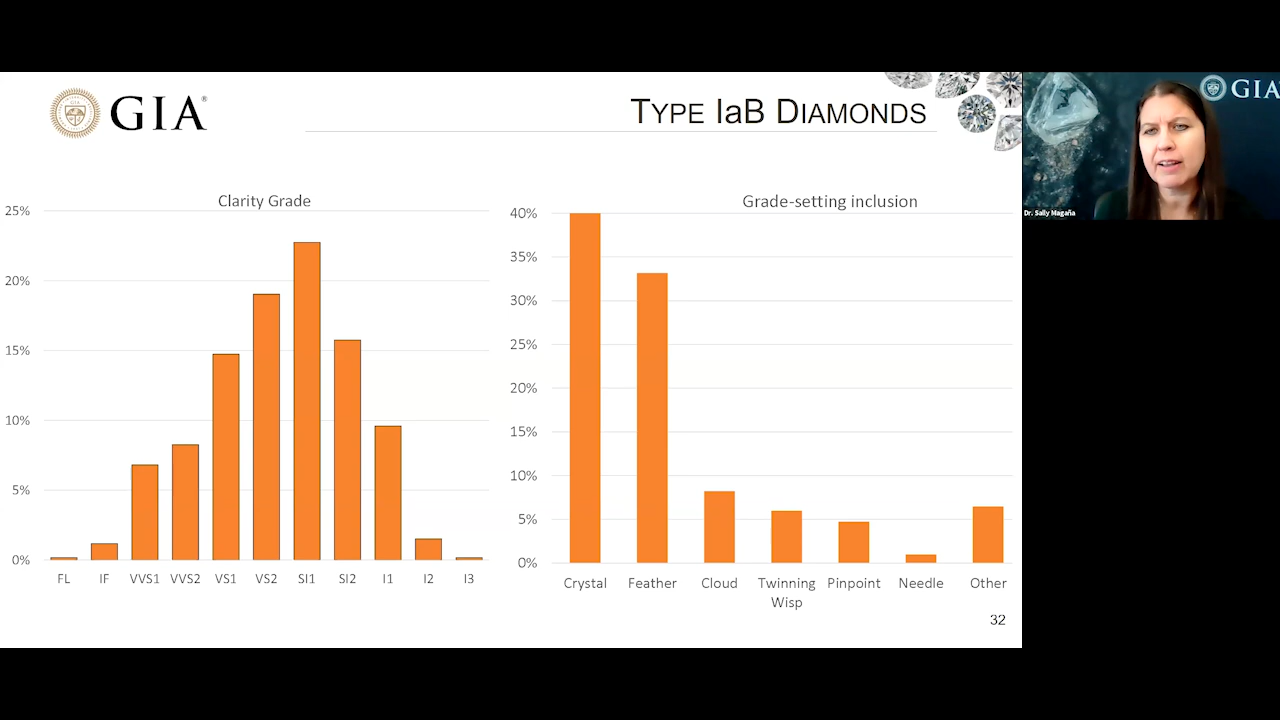 GIA®
TYPE IaB DIAMONDS
GIA
Dr. Sally Magaña
Clarity Grade
25%
20%
15%
10%
5%
0%
FL IF VVS1 VVS2 VS1 VS2 SI1 SI2 I1 I2 I3
Grade-setting inclusion
40%
35%
30%
25%
20%
15%
10%
5%
0%
Crystal Feather Cloud Twinning Pinpoint Needle Other
Wisp
32